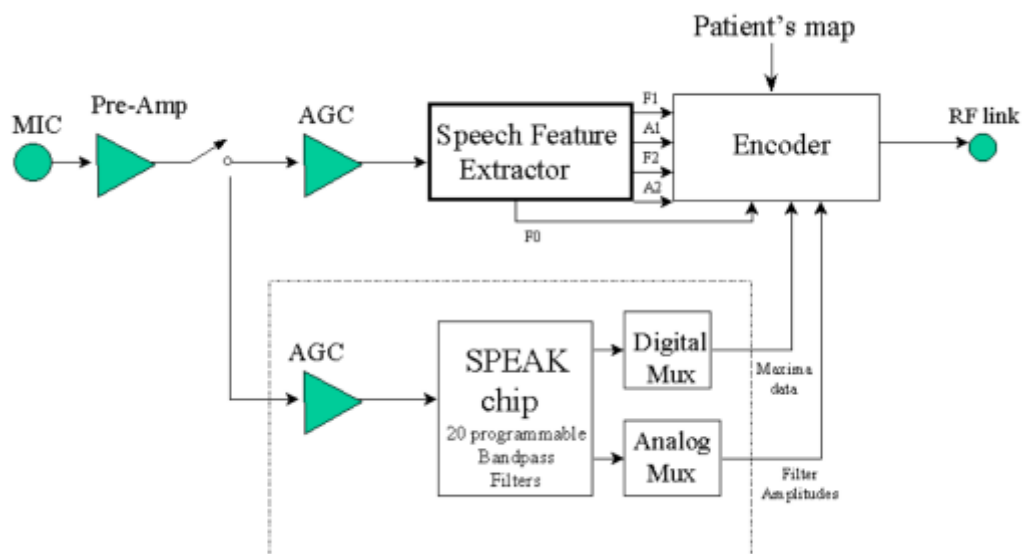 Patient's map
Pre-Amp
AGC
MIC
Speech Feature
Extractor
F1
A1
F2
A2
Encoder
RF link
F0
AGC
SPEAK
chip
20 programmable
Bandpass
Filters
Digital
Mux
Maxima
data
Analog
Mux
Filter
Amplitudes